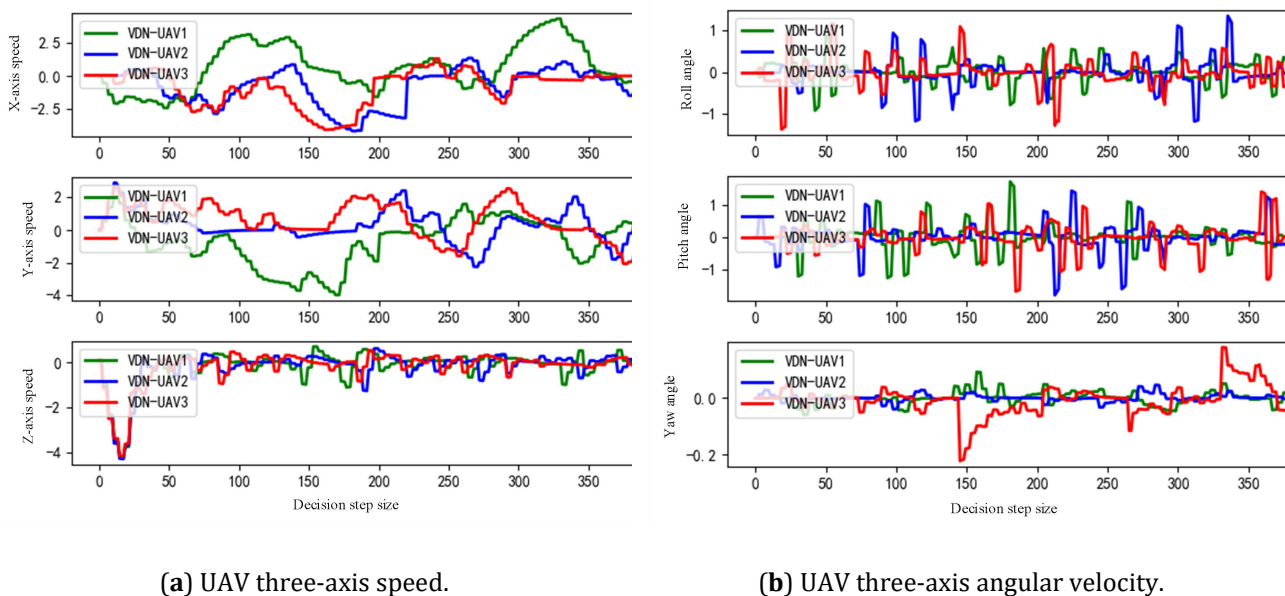 X-axis speed
2.5
0.0
−2.5
VDN-UAV1
VDN-UAV2
VDN-UAV3
0 50 100 150 200 250 300 350
Y-axis speed
2
0
−2
−4
VDN-UAV1
VDN-UAV2
VDN-UAV3
0 50 100 150 200 250 300 350
Z-axis speed
0
−2
−4
VDN-UAV1
VDN-UAV2
VDN-UAV3
0 50 100 150 200 250 300 350
Decision step size
(a) UAV three-axis speed.
Roll angle
1
0
−1
VDN-UAV1
VDN-UAV2
VDN-UAV3
0 50 100 150 200 250 300 350
Pitch angle
1
0
−1
VDN-UAV1
VDN-UAV2
VDN-UAV3
0 50 100 150 200 250 300 350
Yaw angle
0.0
−0.2
VDN-UAV1
VDN-UAV2
VDN-UAV3
0 50 100 150 200 250 300 350
Decision step size
(b) UAV three-axis angular velocity.